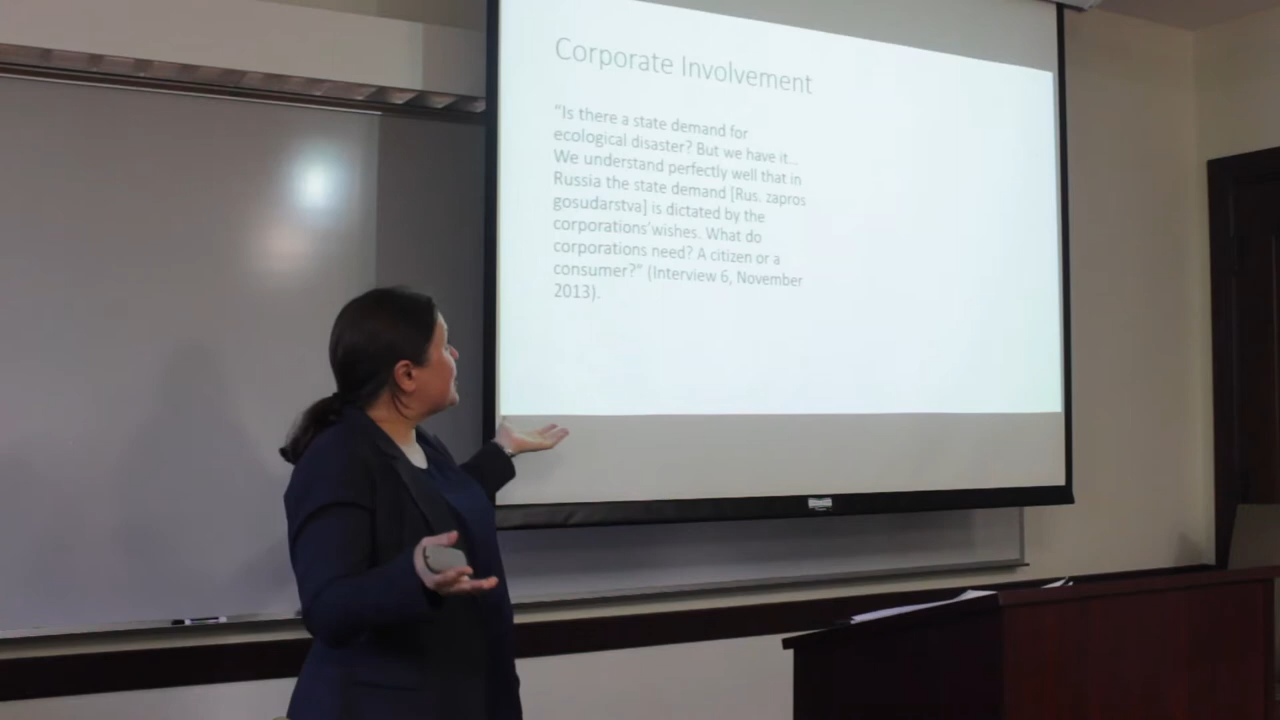 Corporate Involvement
“Is there a state demand for
ecological disaster? But we have it...
We understand perfectly well that in
Russia the state demand [Rus. zapros
gosudarstva] is dictated by the
corporations’ wishes. What do
corporations need? A citizen or a
consumer?” (Interview 6, November
2013).